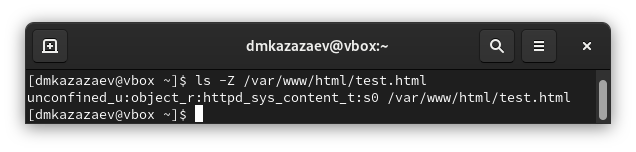 dmkazazaev@vbox:~
[dmkazazaev@vbox ~]$ ls -Z /var/www/html/test.html
unconfined_u:object_r:httpd_sys_content_t:s0 /var/www/html/test.html
[dmkazazaev@vbox ~]$